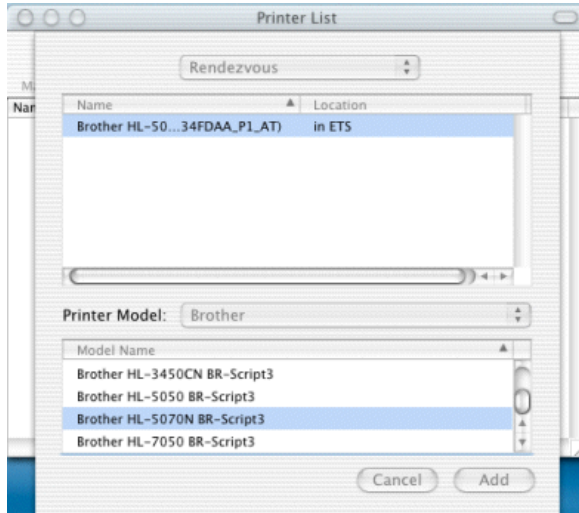 Printer List
Rendezvous
Ma
Nar
Name Location
Brother HL-50...34FDAA_P1_AT) in ETS
Printer Model: Brother
Model Name
Brother HL-3450CN BR-Script3
Brother HL-5050 BR-Script3
Brother HL-5070N BR-Script3
Brother HL-7050 BR-Script3
Cancel Add